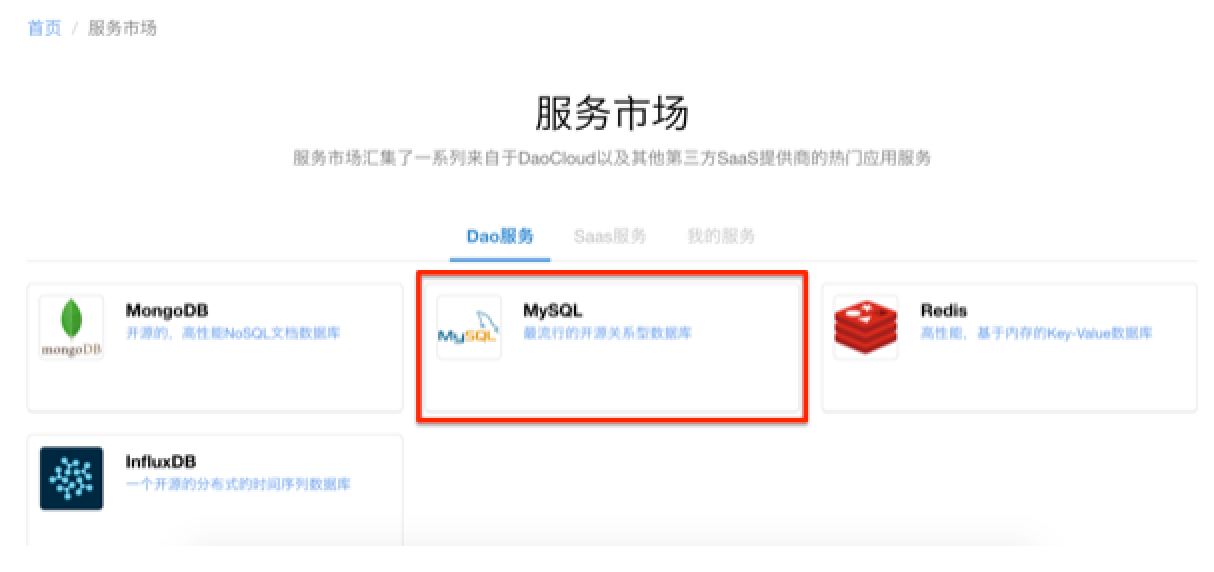 首页 / 服务市场
服务市场
服务市场汇集了一系列来自于DaoCloud以及其他第三方SaaS提供商的热门应用服务
Dao服务 Saas服务 我的服务
mongoDB
MongoDB
开源的，高性能NoSQL文档数据库
MySQL
MySQL
最流行的开源关系型数据库
Redis
高性能，基于内存的Key-Value数据库
InfluxDB
一个开源的分布式的时间序列数据库